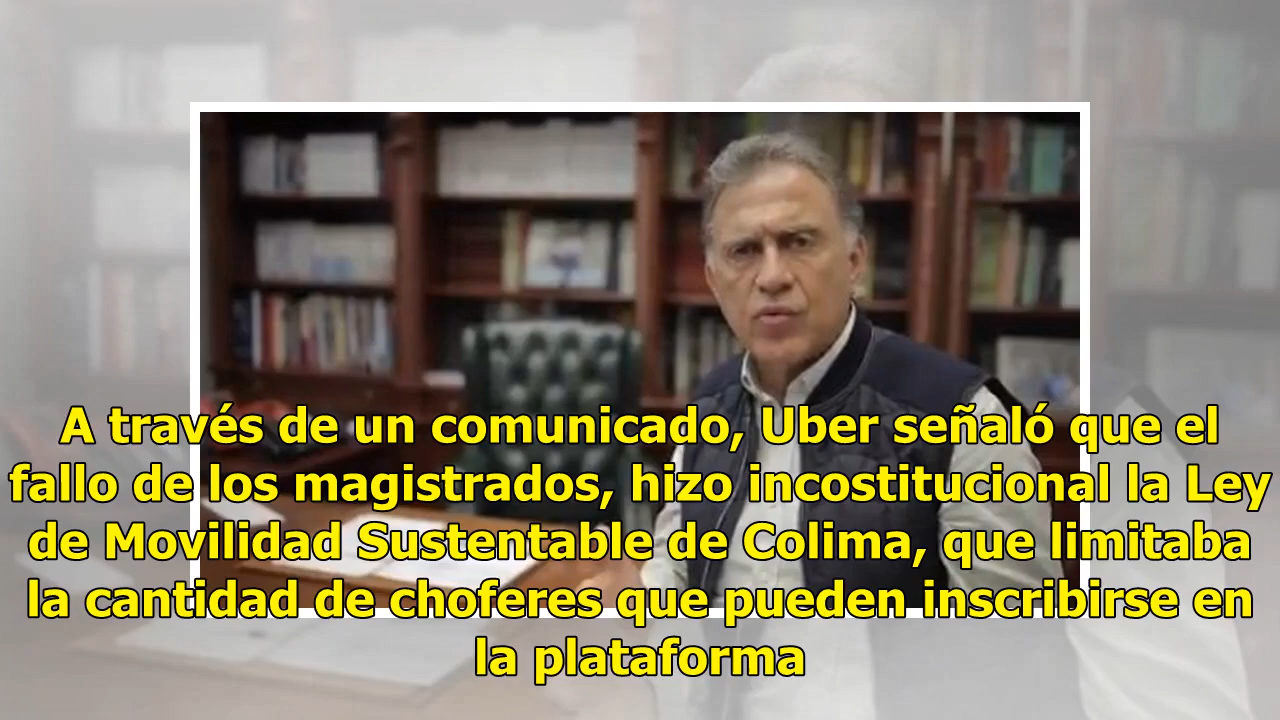 A través de un comunicado, Uber señaló que el
fallo de los magistrados, hizo incostitucional la Ley
de Movilidad Sustentable de Colima, que limitaba
la cantidad de choferes que pueden inscribirse en
la plataforma